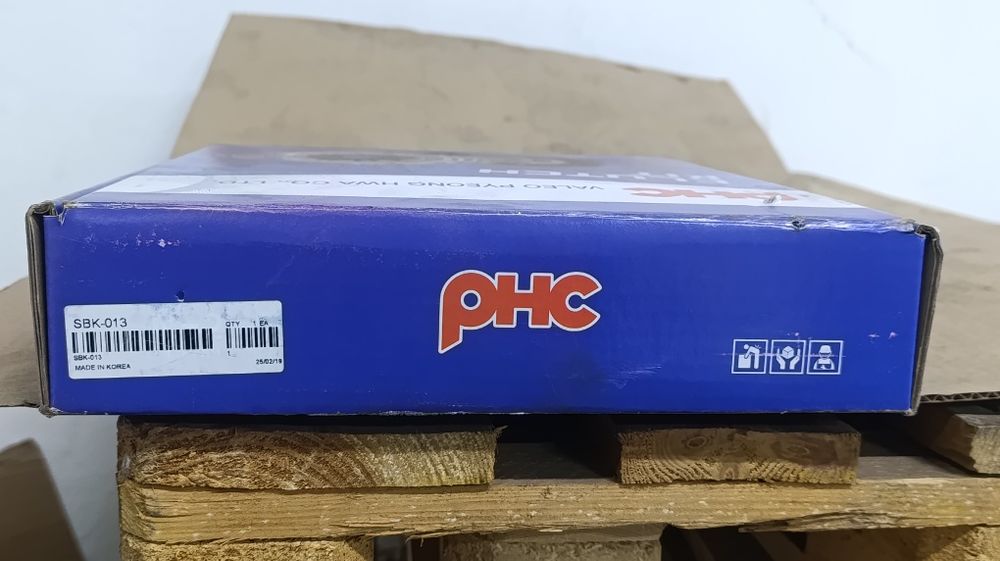 PHC
VALEO PYEONG HWA CO., LTD.
PHC
SBK-013
QTY 1 EA
SBK-013
1
MADE IN KOREA
25/02/19